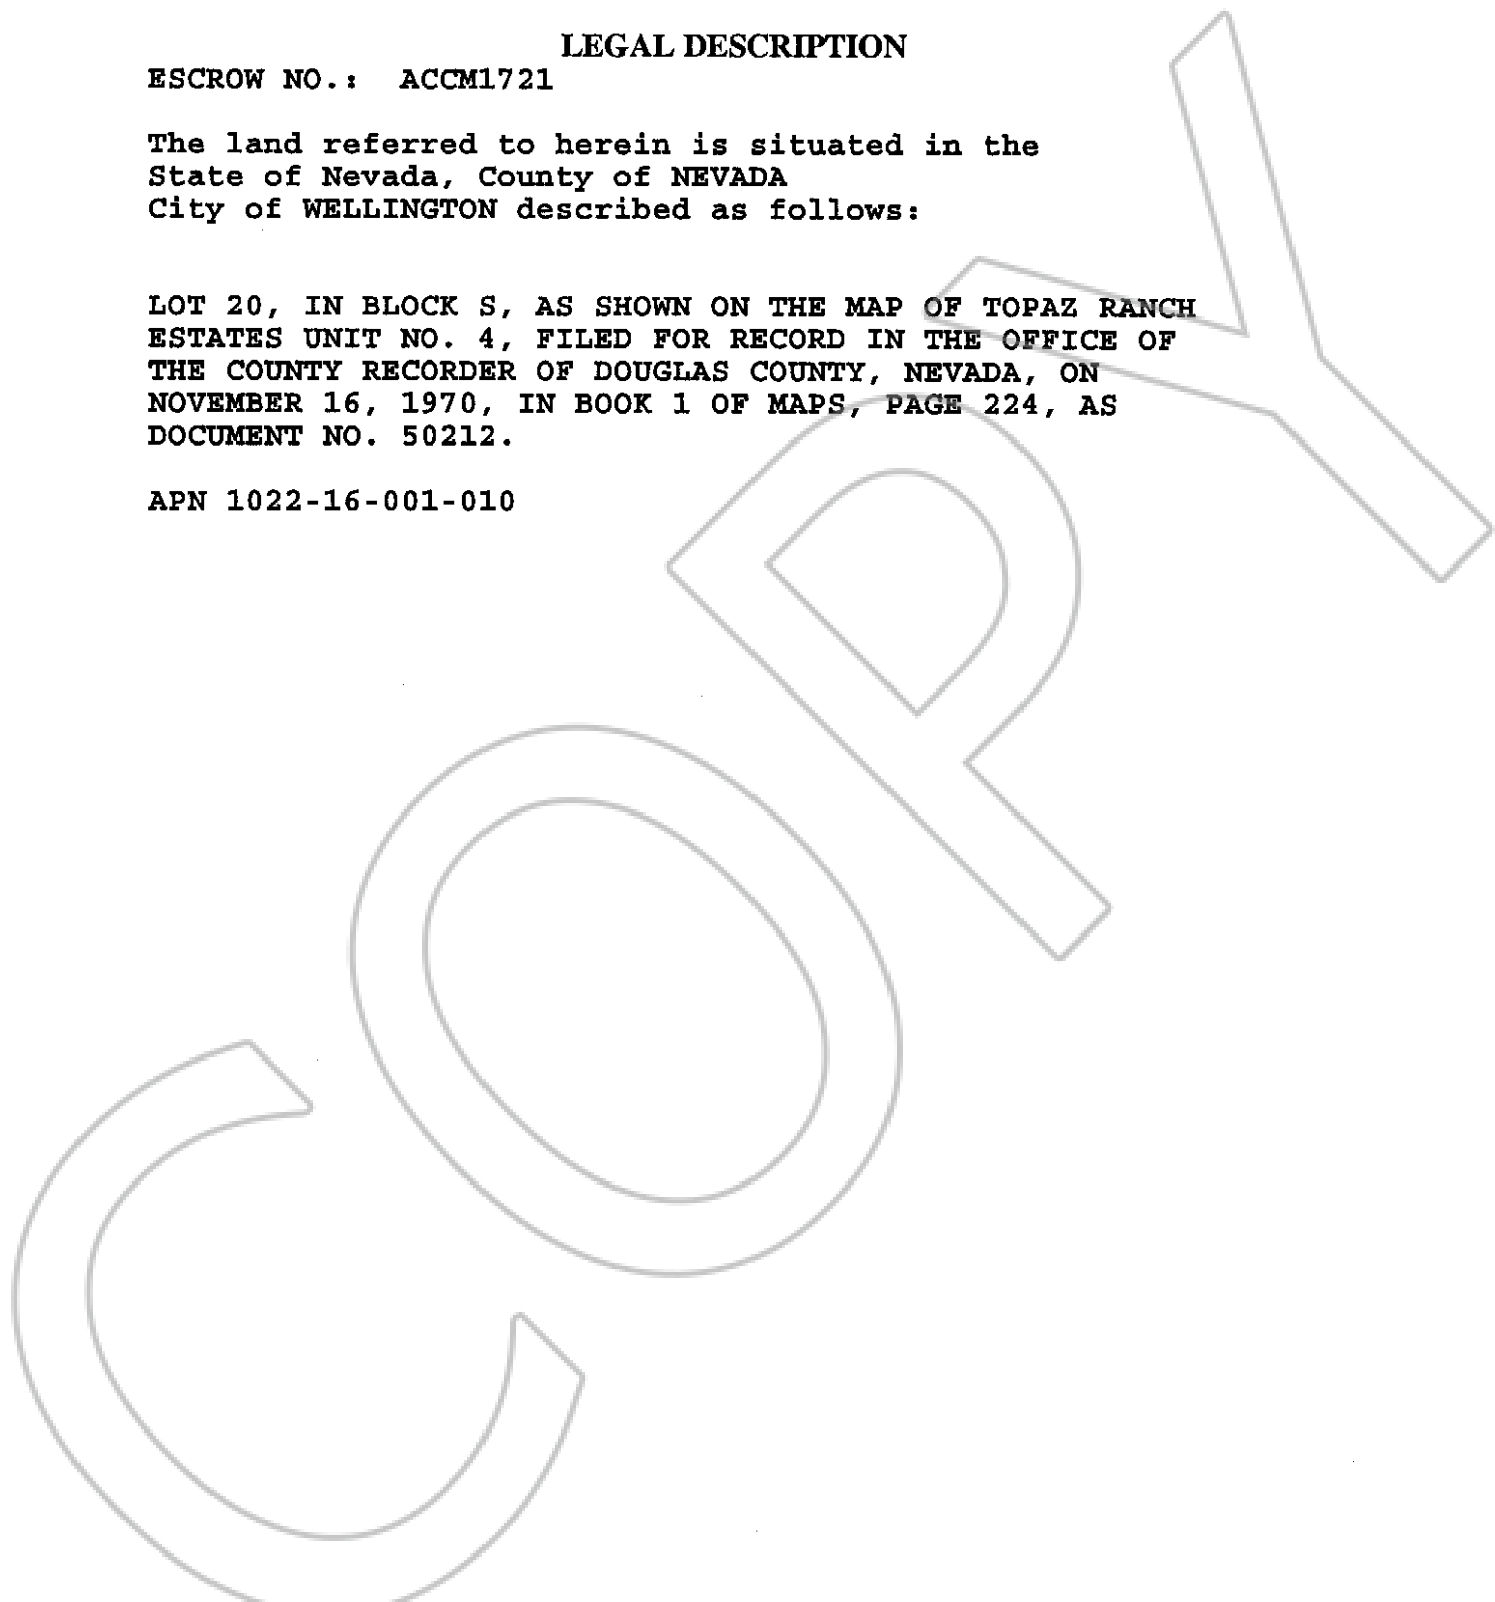 LEGAL DESCRIPTION
ESCROW NO.: ACCM1721
The land referred to herein is situated in the
State of Nevada, County of NEVADA
City of WELLINGTON described as follows:
LOT 20, IN BLOCK S, AS SHOWN ON THE MAP OF TOPAZ RANCH
ESTATES UNIT NO. 4, FILED FOR RECORD IN THE OFFICE OF
THE COUNTY RECORDER OF DOUGLAS COUNTY, NEVADA, ON
NOVEMBER 16, 1970, IN BOOK 1 OF MAPS, PAGE 224, AS
DOCUMENT NO. 50212.
APN 1022-16-001-010
COPY